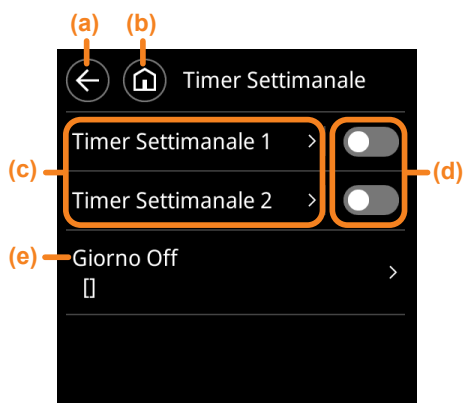 (a) (b)
Timer Settimanale
Timer Settimanale 1 >
(c) (d)
Timer Settimanale 2 >
(e) Giorno Off >
[]